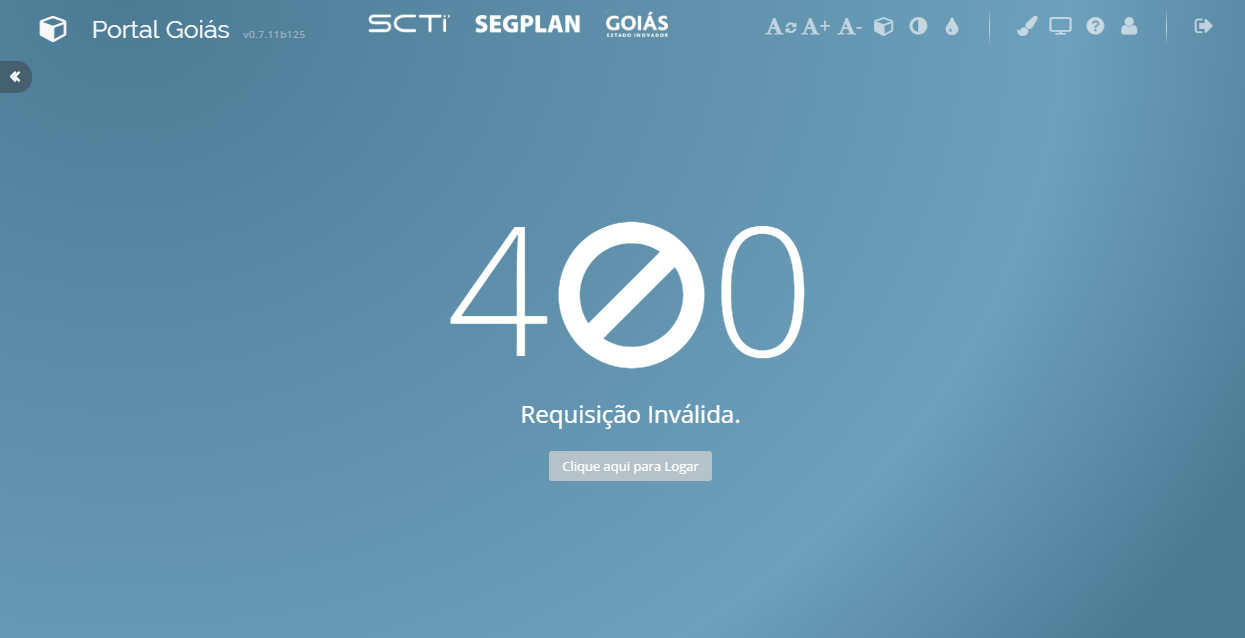 Portal Goiás v0.7.11b125
SCTi SEGPLAN GOIÁS
ESTADO INOVADOR
A A+ A-
400
Requisição Inválida.
Clique aqui para Logar